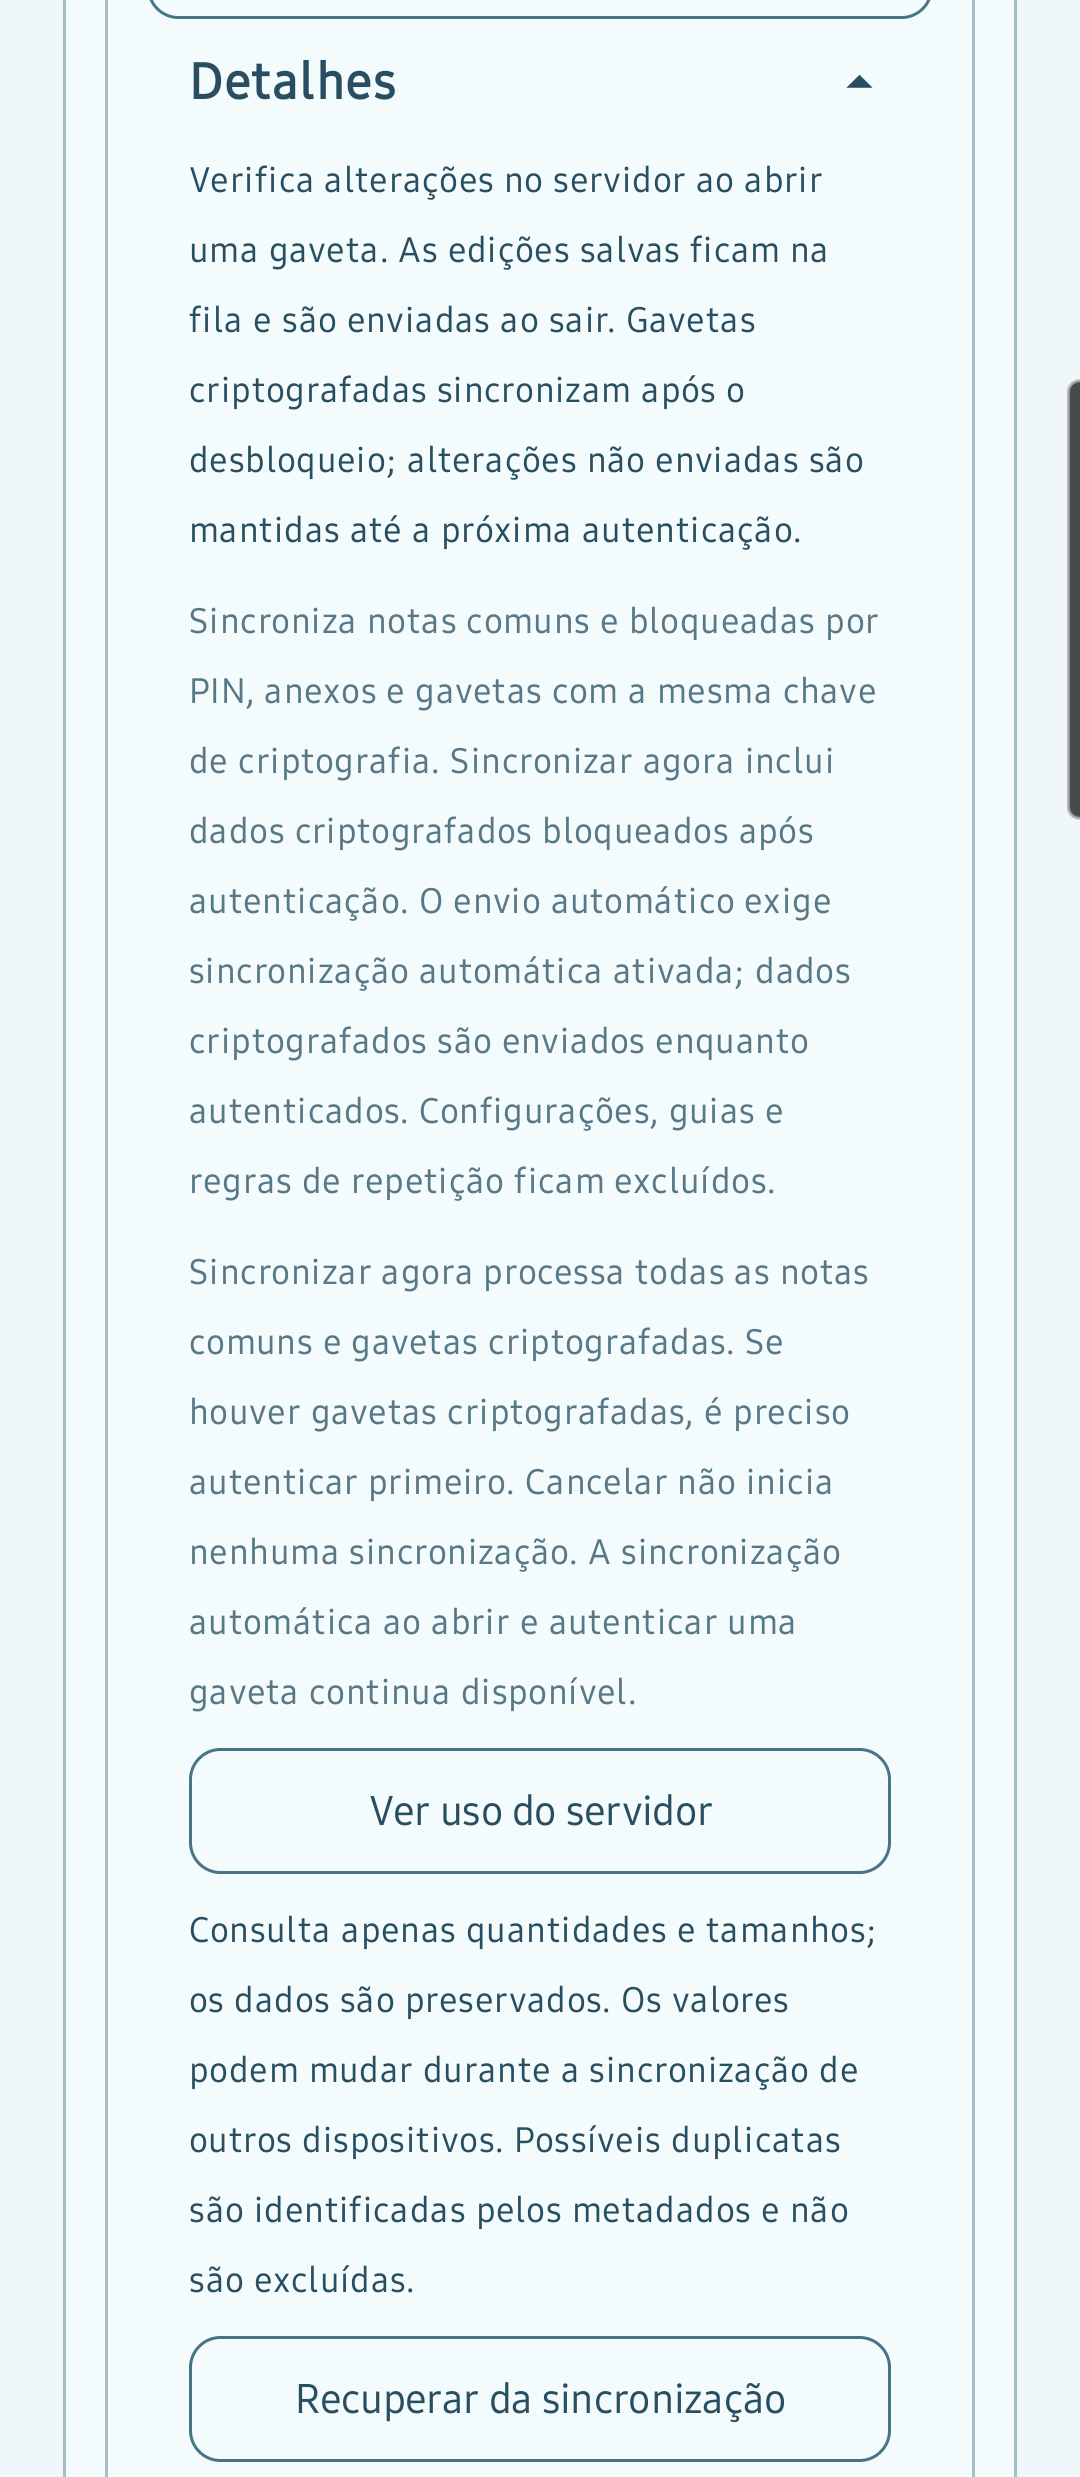 Detalhes
Verifica alterações no servidor ao abrir
uma gaveta. As edições salvas ficam na
fila e são enviadas ao sair. Gavetas
criptografadas sincronizam após o
desbloqueio; alterações não enviadas são
mantidas até a próxima autenticação.
Sincroniza notas comuns e bloqueadas por
PIN, anexos e gavetas com a mesma chave
de criptografia. Sincronizar agora inclui
dados criptografados bloqueados após
autenticação. O envio automático exige
sincronização automática ativada; dados
criptografados são enviados enquanto
autenticados. Configurações, guias e
regras de repetição ficam excluídos.
Sincronizar agora processa todas as notas
comuns e gavetas criptografadas. Se
houver gavetas criptografadas, é preciso
autenticar primeiro. Cancelar não inicia
nenhuma sincronização. A sincronização
automática ao abrir e autenticar uma
gaveta continua disponível.
Ver uso do servidor
Consulta apenas quantidades e tamanhos;
os dados são preservados. Os valores
podem mudar durante a sincronização de
outros dispositivos. Possíveis duplicatas
são identificadas pelos metadados e não
são excluídas.
Recuperar da sincronização